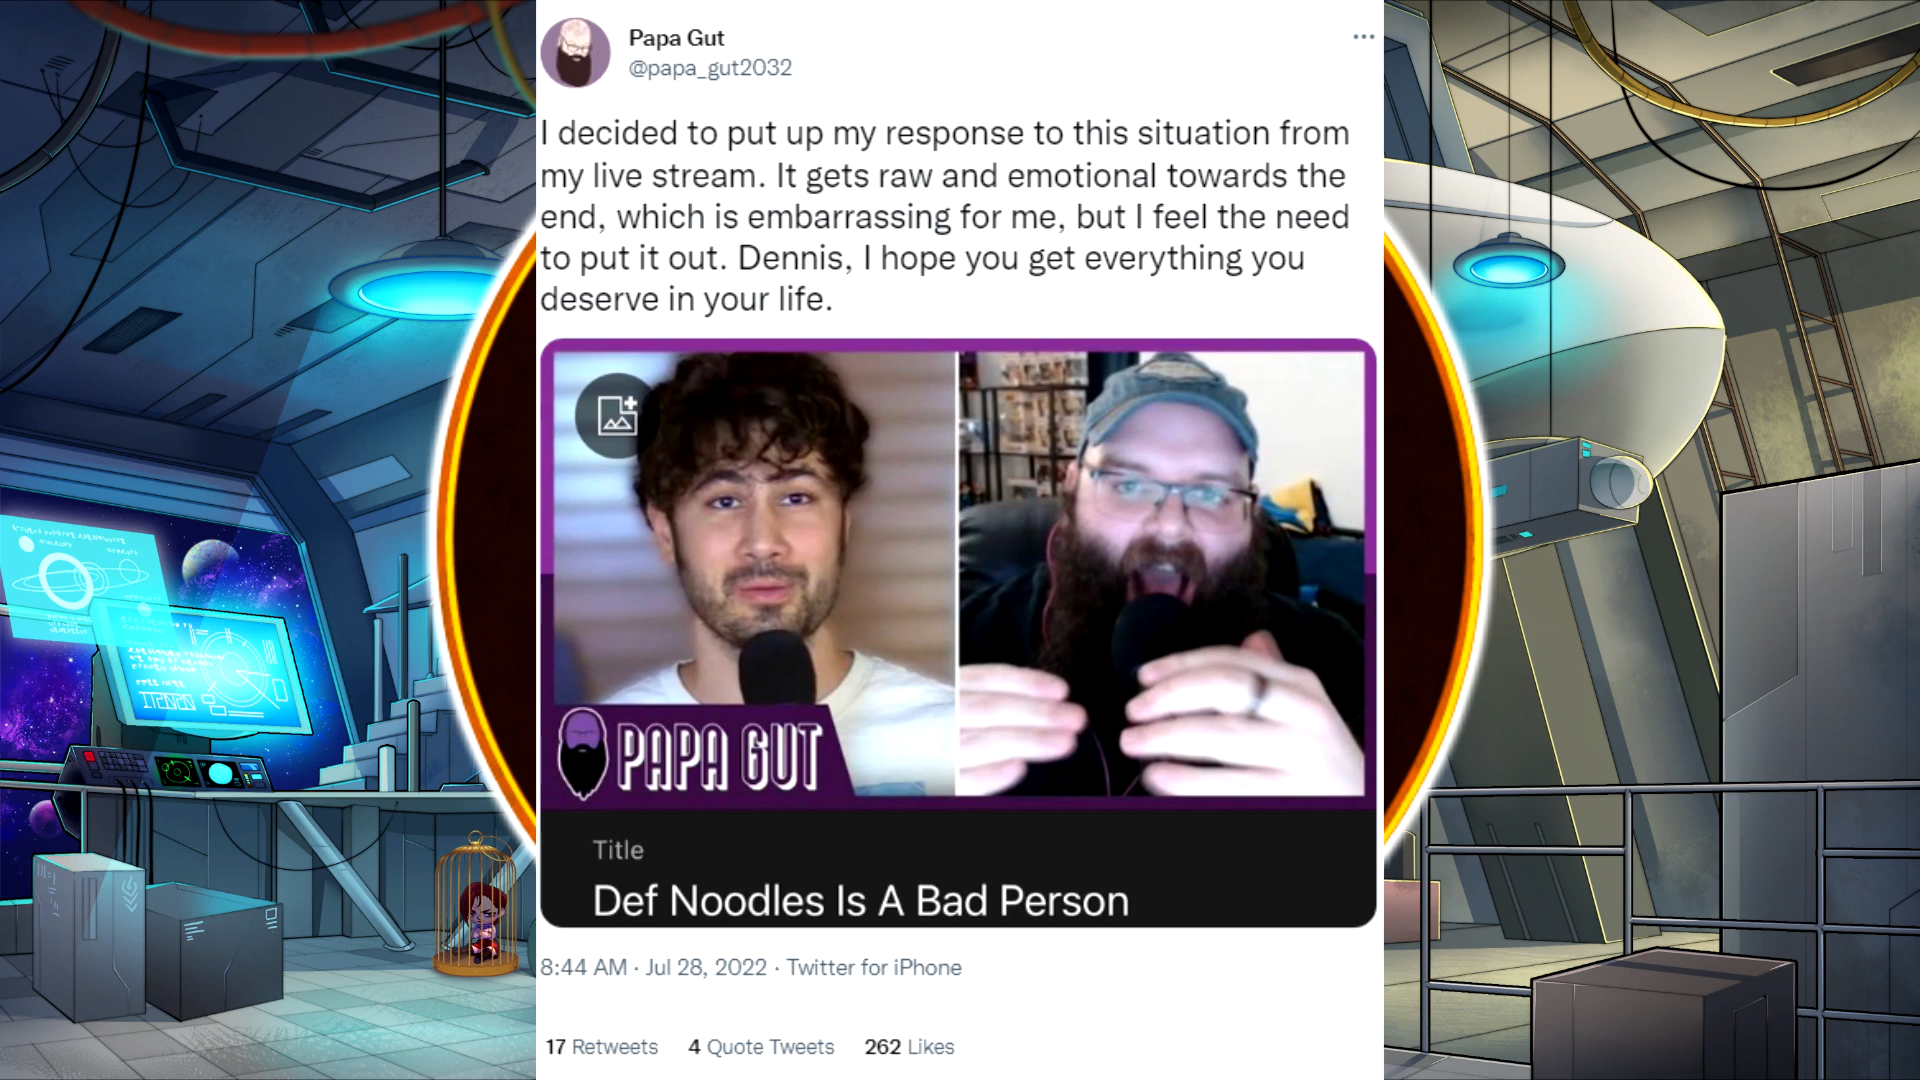 Papa Gut
@papa_gut2032
I decided to put up my response to this situation from
my live stream. It gets raw and emotional towards the
end, which is embarrassing for me, but I feel the need
to put it out. Dennis, I hope you get everything you
deserve in your life.
PAPA GUT
Title
Def Noodles Is A Bad Person
8:44 AM · Jul 28, 2022 · Twitter for iPhone
17 Retweets 4 Quote Tweets 262 Likes